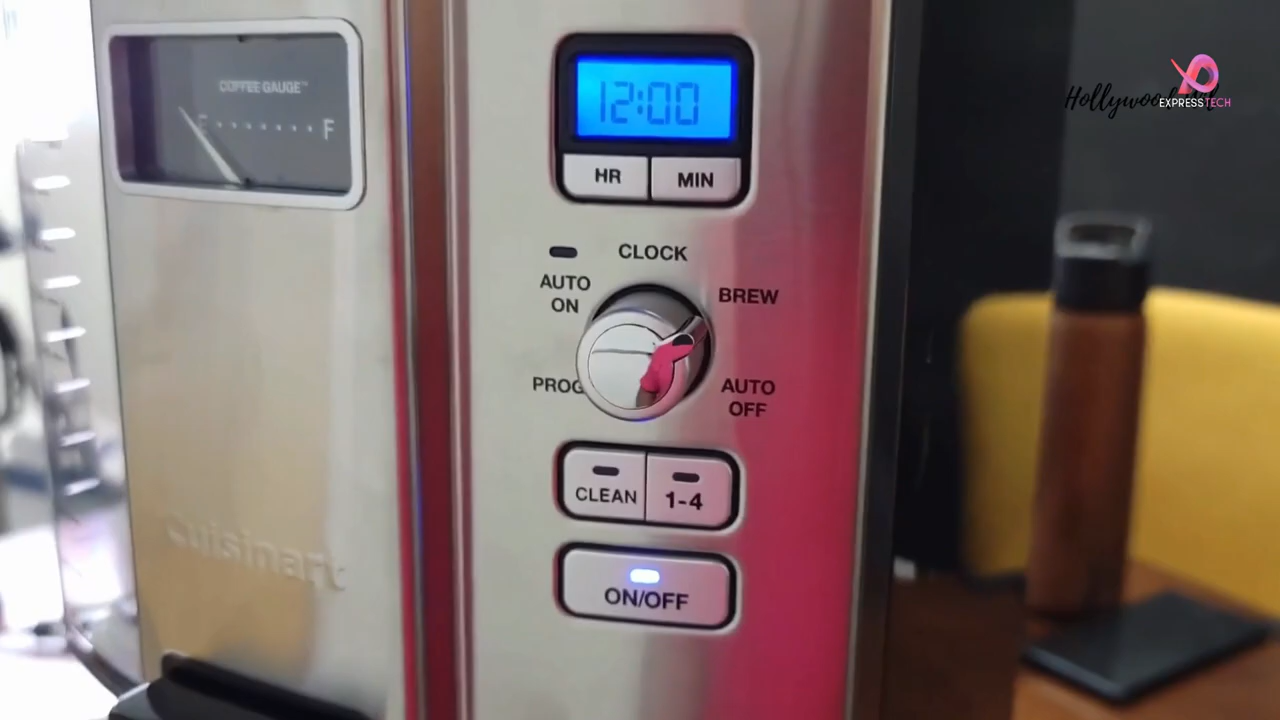 COFFEE GAUGE™
E F
12:00
HR MIN
CLOCK
AUTO
ON
BREW
PROG
AUTO
OFF
CLEAN 1-4
ON/OFF
cuisinart
EXPRESSTECH